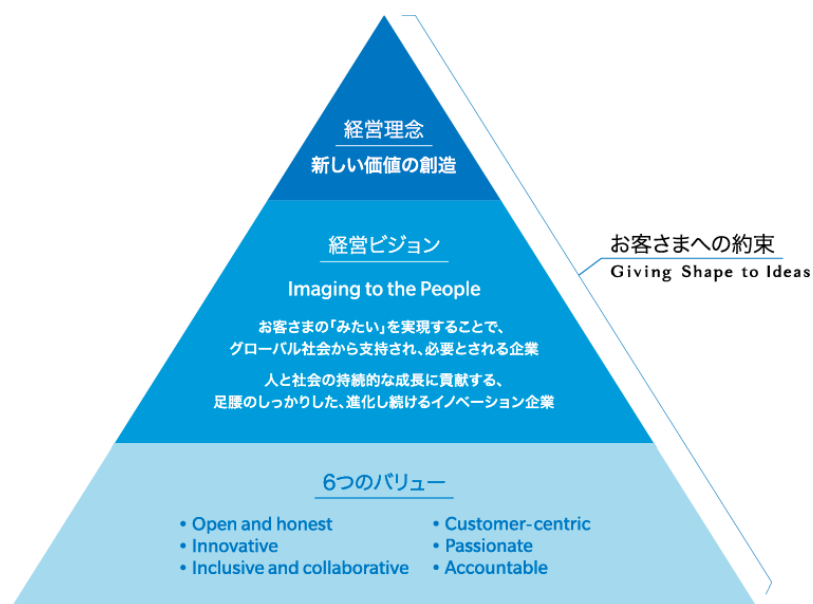 経営理念
新しい価値の創造
経営ビジョン
Imaging to the People
お客さまの「みたい」を実現することで、
グローバル社会から支持され、必要とされる企業
人と社会の持続的な成長に貢献する、
足腰のしっかりした、進化し続けるイノベーション企業
6つのバリュー
• Open and honest
• Innovative
• Inclusive and collaborative
• Customer-centric
• Passionate
• Accountable
お客さまへの約束
Giving Shape to Ideas